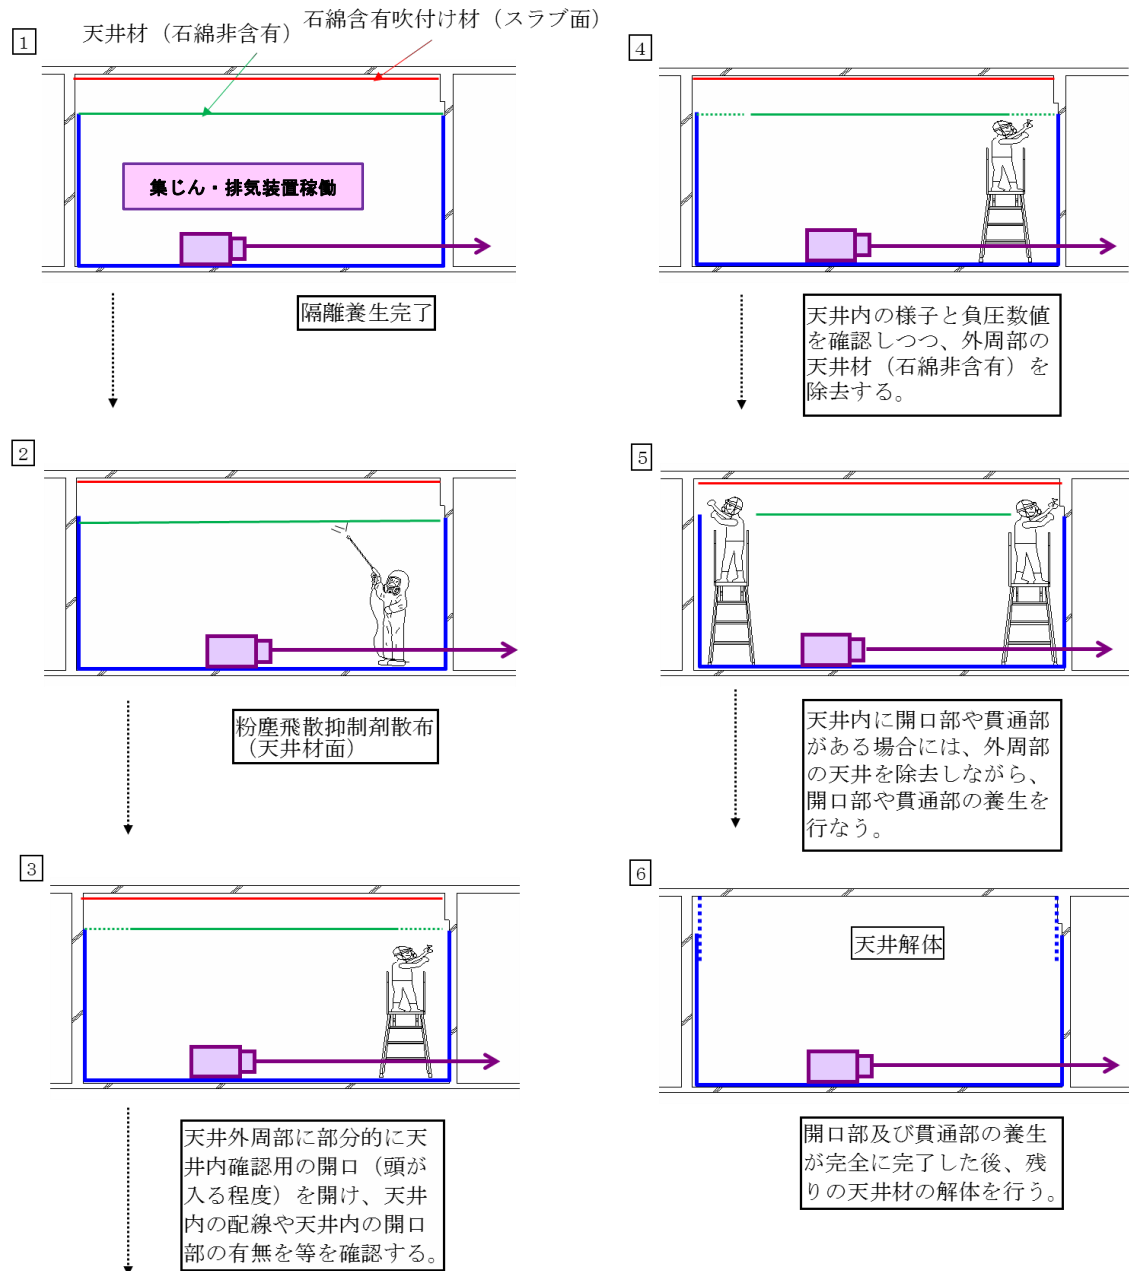 1
天井材（石綿非含有）
石綿含有吹付け材（スラブ面）
集じん・排気装置稼働
隔離養生完了
2
粉塵飛散抑制剤散布
（天井材面）
3
天井外周部に部分的に天
井内確認用の開口（頭が
入る程度）を開け、天井
内の配線や天井内の開口
部の有無を等を確認する。
4
天井内の様子と負圧数値
を確認しつつ、外周部の
天井材（石綿非含有）を
除去する。
5
天井内に開口部や貫通部
がある場合には、外周部
の天井を除去しながら、
開口部や貫通部の養生を
行なう。
6
天井解体
開口部及び貫通部の養生
が完全に完了した後、残
りの天井材の解体を行う。